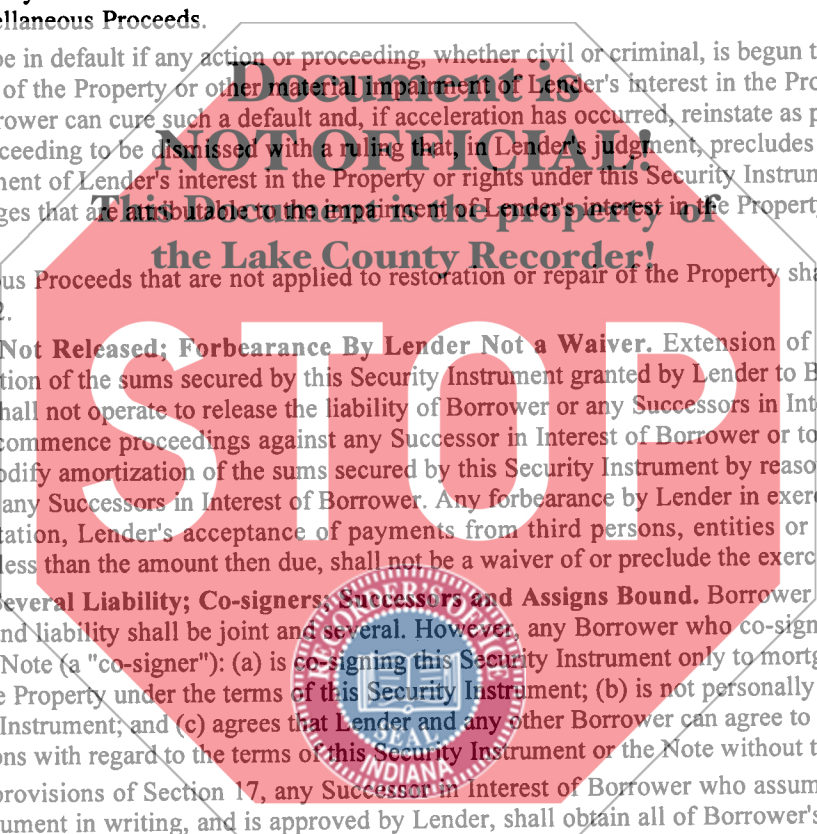 ellaneous Proceeds.
be in default if any action or proceeding, whether civil or criminal, is begun t
of the Property or other material impairment of Lender's interest in the Pro
rower can cure such a default and, if acceleration has occurred, reinstate as p
ceeding to be dismissed with a ruling that, in Lender's judgment, precludes
ment of Lender's interest in the Property or rights under this Security Instrum
ges that are attributable to the impairment of Lender's interest in the Property
Document is
NOT OFFICIAL!
This Document is the property of
the Lake County Recorder!
ous Proceeds that are not applied to restoration or repair of the Property sha
2.
STOP
Not Released; Forbearance By Lender Not a Waiver. Extension of
tion of the sums secured by this Security Instrument granted by Lender to B
hall not operate to release the liability of Borrower or any Successors in Inte
commence proceedings against any Successor in Interest of Borrower or to
odify amortization of the sums secured by this Security Instrument by reaso
any Successors in Interest of Borrower. Any forbearance by Lender in exerc
tation, Lender's acceptance of payments from third persons, entities or
less than the amount then due, shall not be a waiver of or preclude the exerc
Several Liability; Co-signers; Successors and Assigns Bound. Borrower
nd liability shall be joint and several. However, any Borrower who co-sign
Note (a "co-signer"): (a) is co-signing this Security Instrument only to mortg
e Property under the terms of this Security Instrument; (b) is not personally
Instrument; and (c) agrees that Lender and any other Borrower can agree to
ons with regard to the terms of this Security Instrument or the Note without t
SEAL
INDIANA
provisions of Section 17, any Successor in Interest of Borrower who assum
ument in writing, and is approved by Lender, shall obtain all of Borrower's